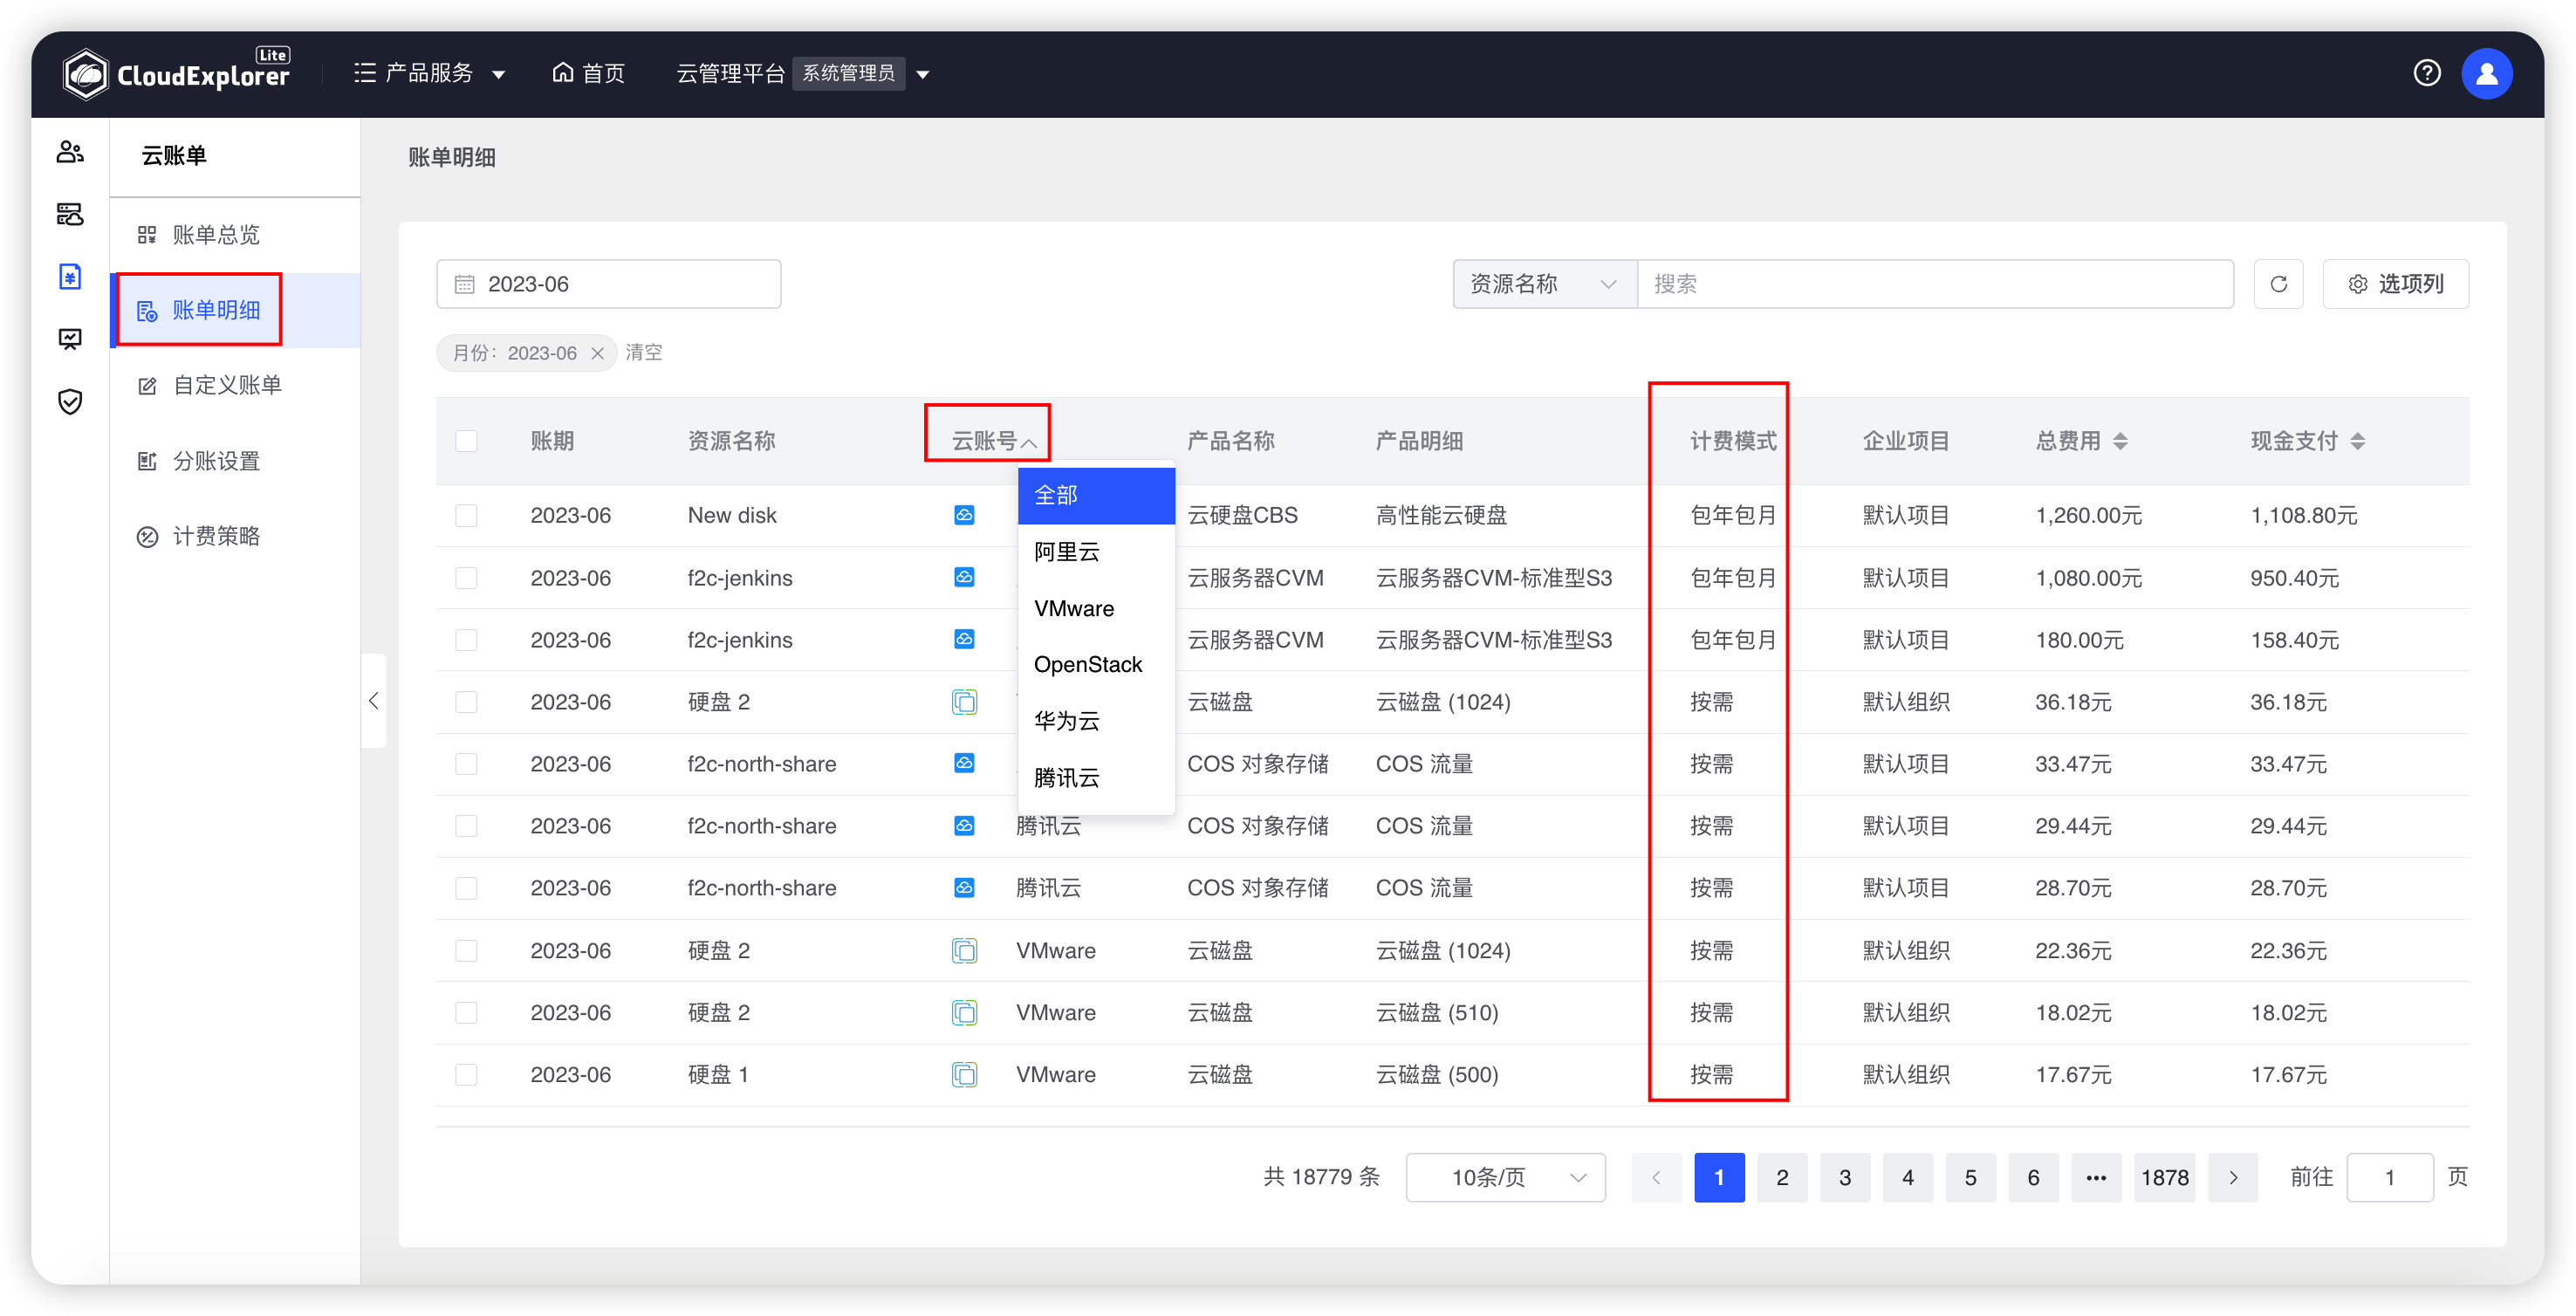 CloudExplorer Lite 产品服务 首页 云管理平台 系统管理员
云账单
账单总览
账单明细
自定义账单
分账设置
计费策略
账单明细
2023-06 资源名称 搜索 选项列
月份：2023-06 清空
账期 资源名称 云账号 产品名称 产品明细 计费模式 企业项目 总费用 现金支付
全部
阿里云
VMware
OpenStack
华为云
腾讯云
2023-06 New disk 云硬盘CBS 高性能云硬盘 包年包月 默认项目 1,260.00元 1,108.80元
2023-06 f2c-jenkins 云服务器CVM 云服务器CVM-标准型S3 包年包月 默认项目 1,080.00元 950.40元
2023-06 f2c-jenkins 云服务器CVM 云服务器CVM-标准型S3 包年包月 默认项目 180.00元 158.40元
2023-06 硬盘 2 云磁盘 云磁盘 (1024) 按需 默认组织 36.18元 36.18元
2023-06 f2c-north-share COS 对象存储 COS 流量 按需 默认项目 33.47元 33.47元
2023-06 f2c-north-share 腾讯云 COS 对象存储 COS 流量 按需 默认项目 29.44元 29.44元
2023-06 f2c-north-share 腾讯云 COS 对象存储 COS 流量 按需 默认项目 28.70元 28.70元
2023-06 硬盘 2 VMware 云磁盘 云磁盘 (1024) 按需 默认组织 22.36元 22.36元
2023-06 硬盘 2 VMware 云磁盘 云磁盘 (510) 按需 默认组织 18.02元 18.02元
2023-06 硬盘 1 VMware 云磁盘 云磁盘 (500) 按需 默认组织 17.67元 17.67元
共 18779 条 10条/页 1 2 3 4 5 6 ••• 1878 前往 1 页